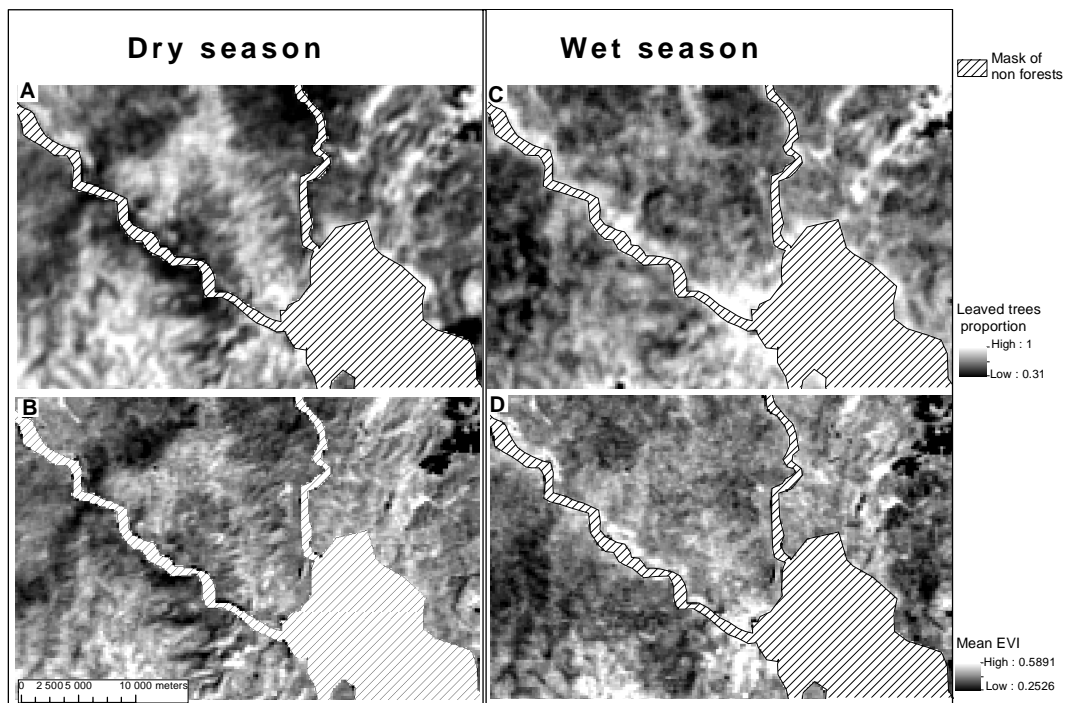 Dry season
Wet season
Mask of
non forests
A
C
Leaved trees
proportion
High : 1
Low : 0.31
B
D
Mean EVI
High : 0.5891
Low : 0.2526
0 2 500 5 000 10 000 meters